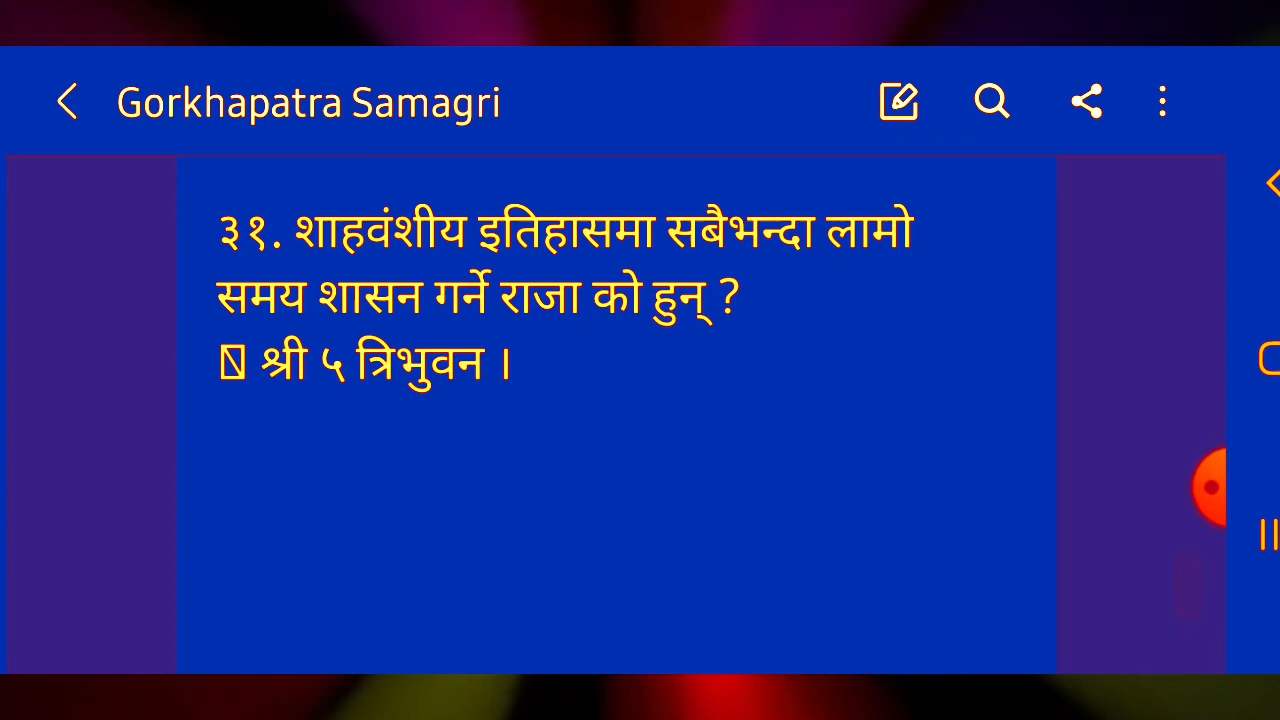 Gorkhapatra Samagri
३१. शाहवंशीय इतिहासमा सबैभन्दा लामो
समय शासन गर्ने राजा को हुन् ?
श्री ५ त्रिभुवन ।